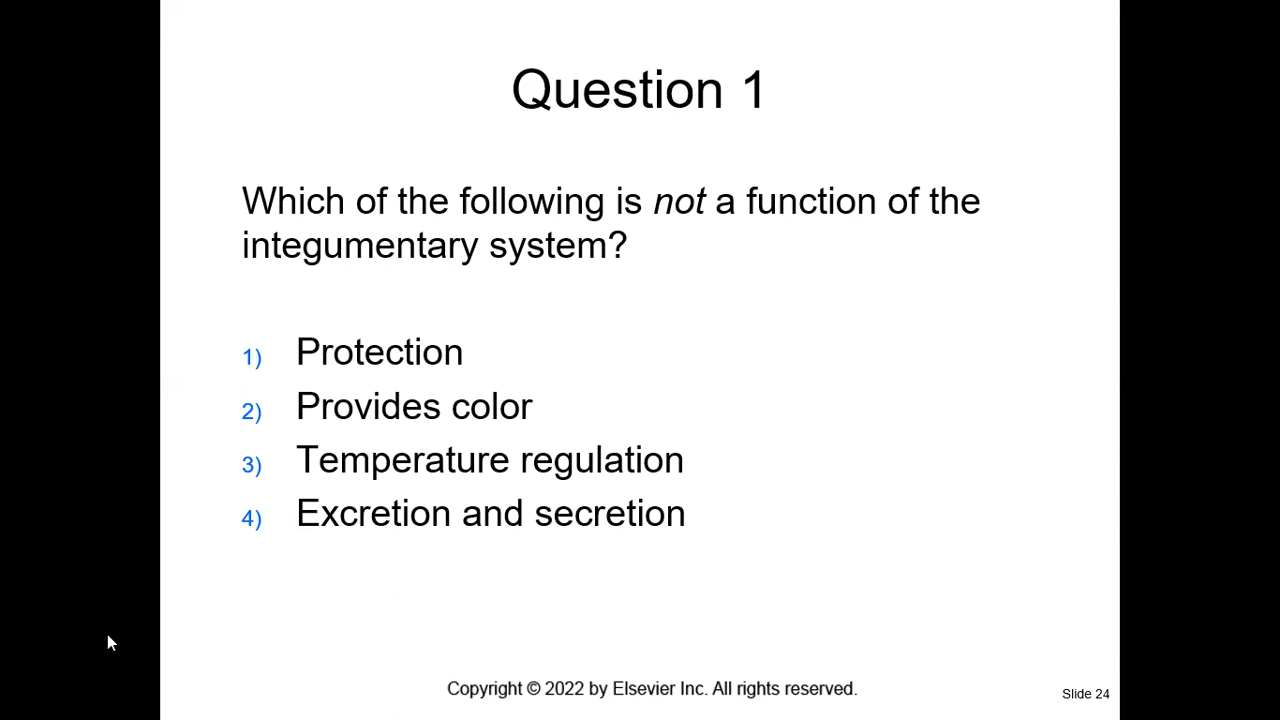 Question 1
Which of the following is not a function of the
integumentary system?
1) Protection
2) Provides color
3) Temperature regulation
4) Excretion and secretion
Copyright © 2022 by Elsevier Inc. All rights reserved.
Slide 24